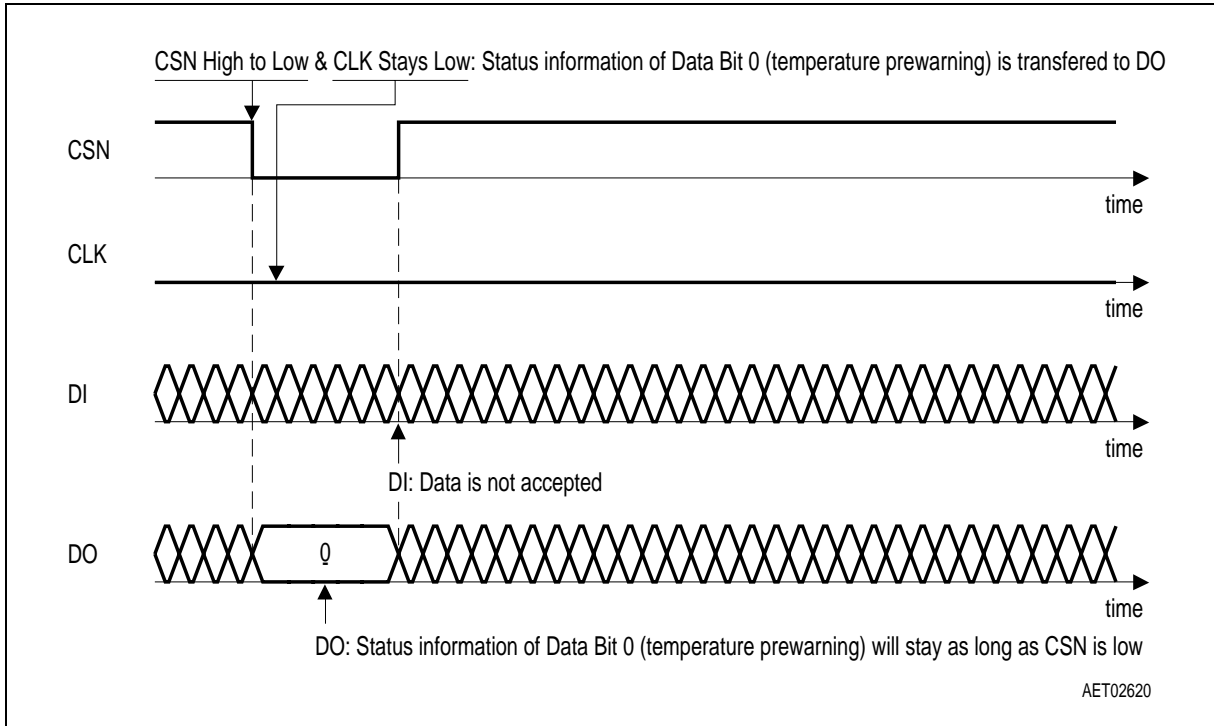 CSN High to Low & CLK Stays Low: Status information of Data Bit 0 (temperature prewarning) is transfered to DO
CSN
time
CLK
time
DI
time
DI: Data is not accepted
DO
0
time
DO: Status information of Data Bit 0 (temperature prewarning) will stay as long as CSN is low
AET02620